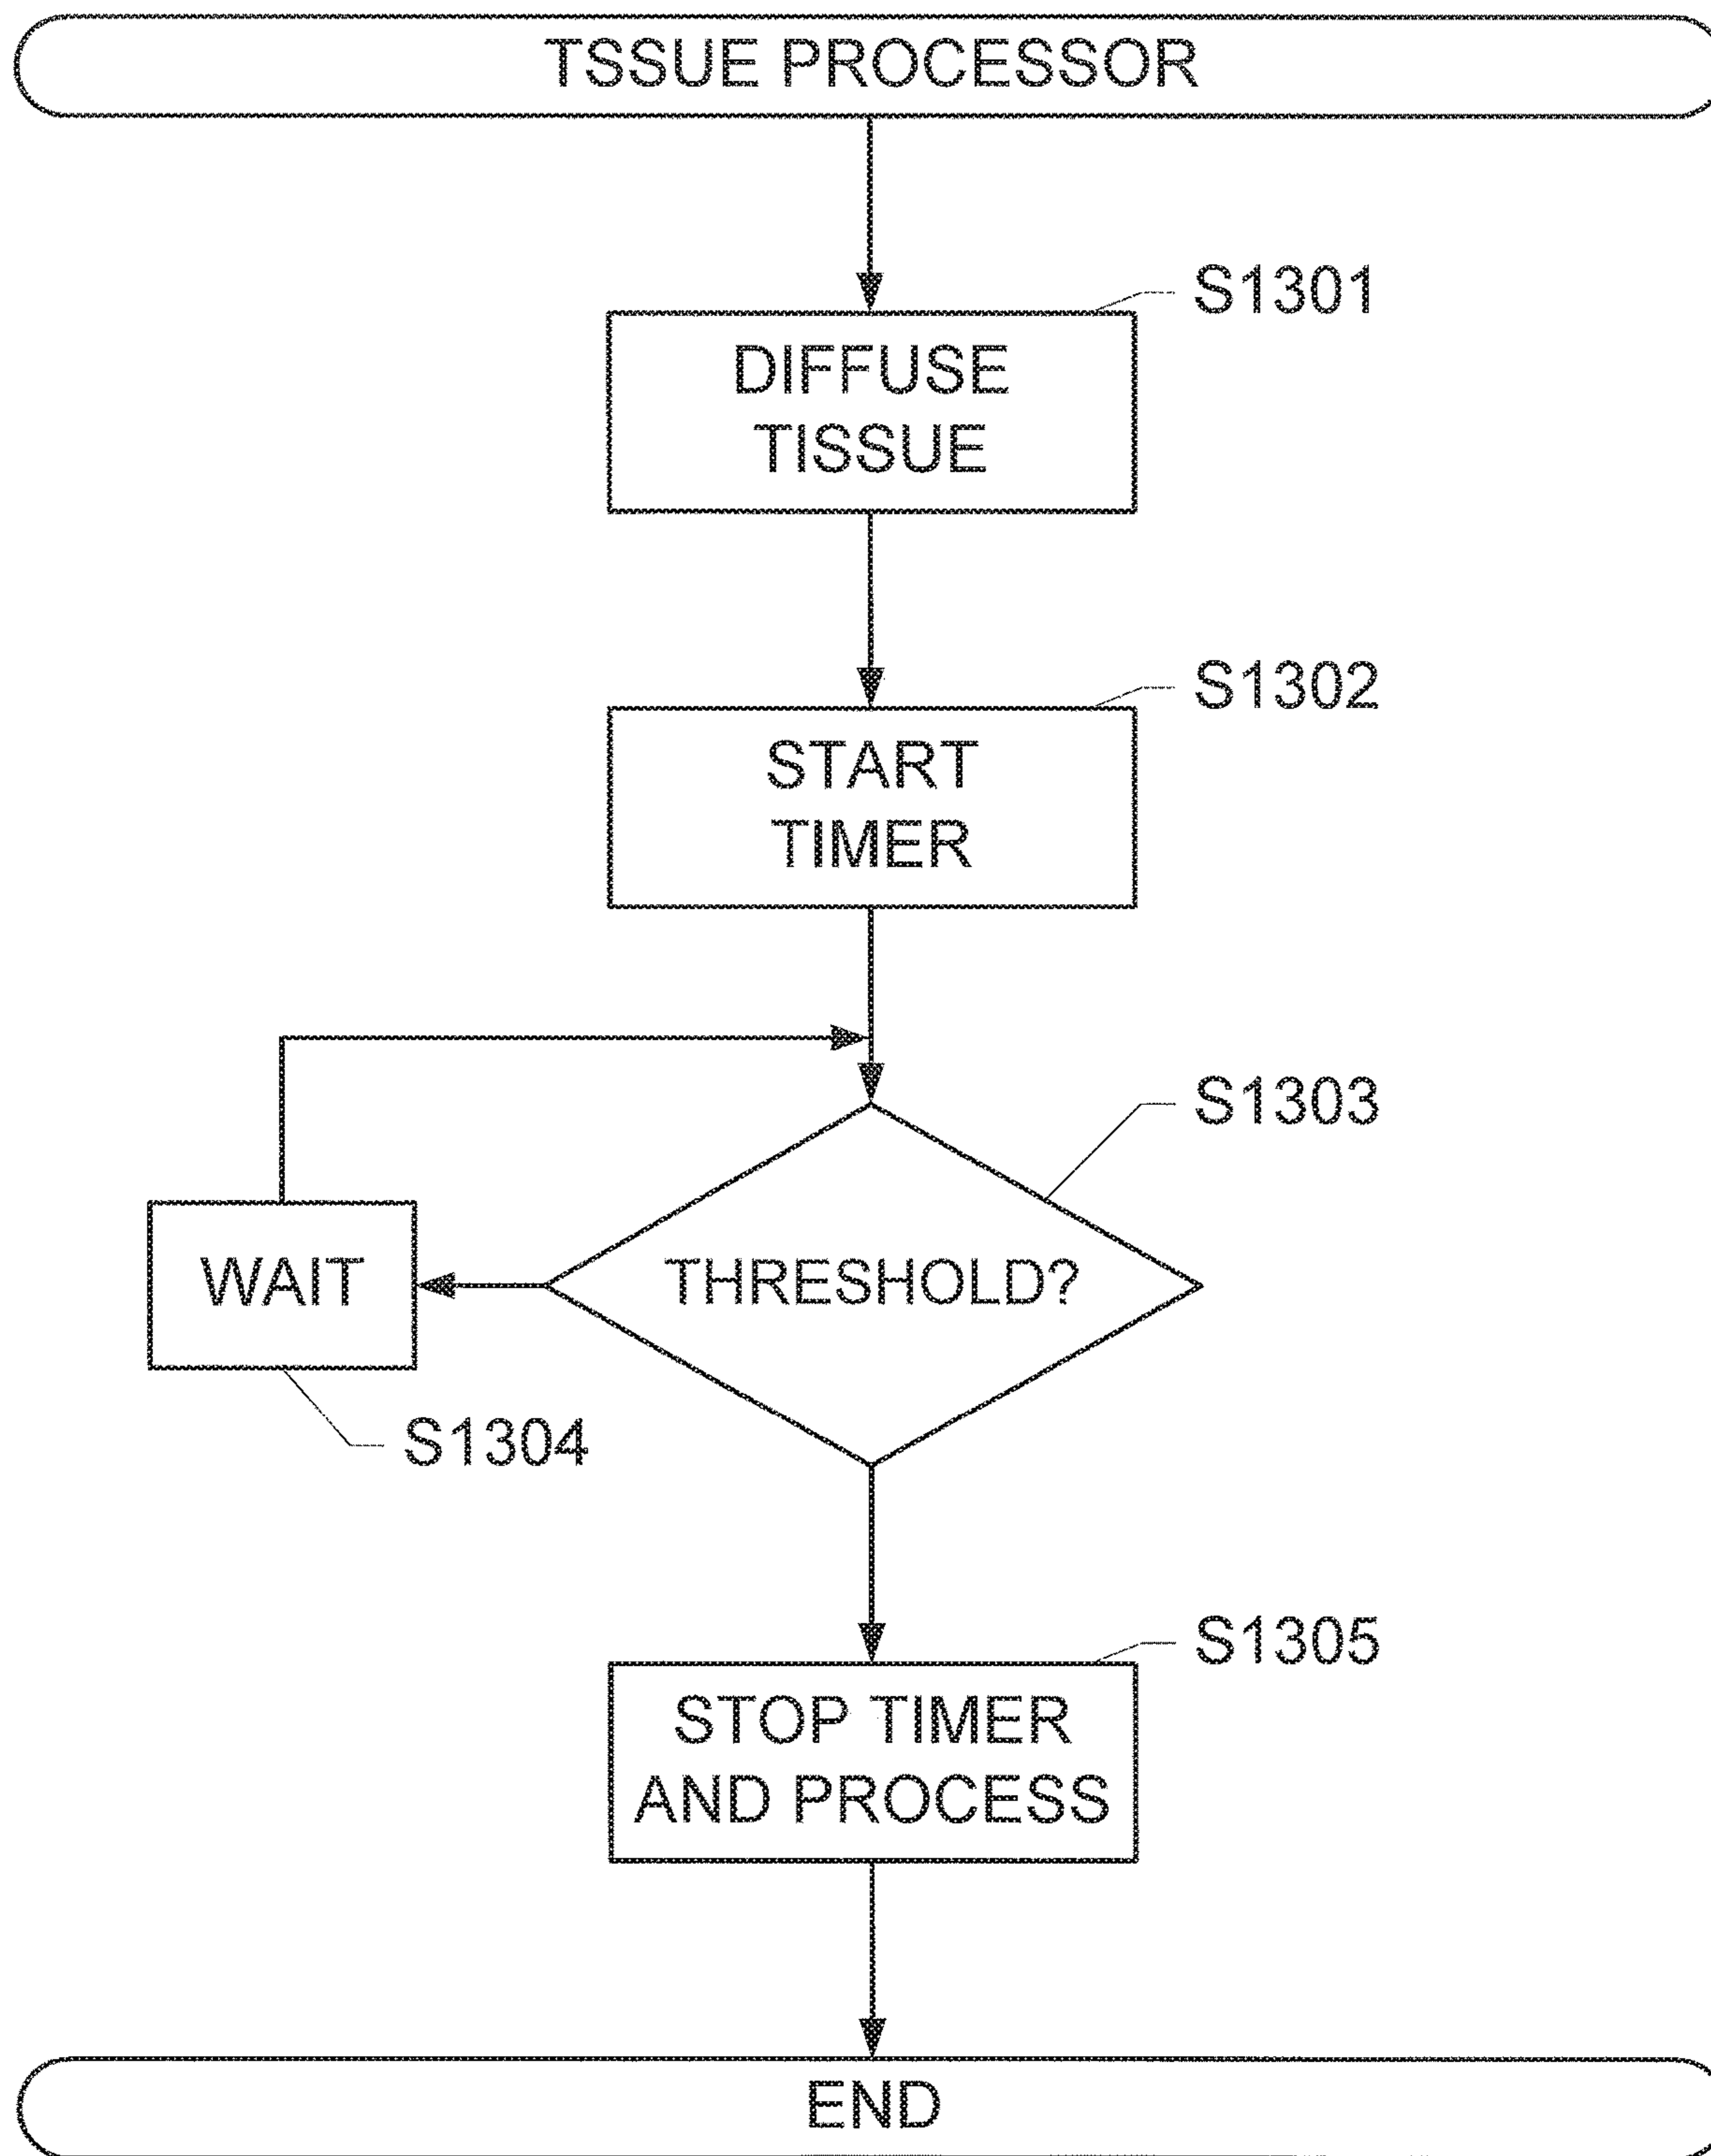 TSSUE PROCESSOR
S1301
DIFFUSE
TISSUE
S1302
START
TIMER
S1303
THRESHOLD?
WAIT
S1304
S1305
STOP TIMER
AND PROCESS
END